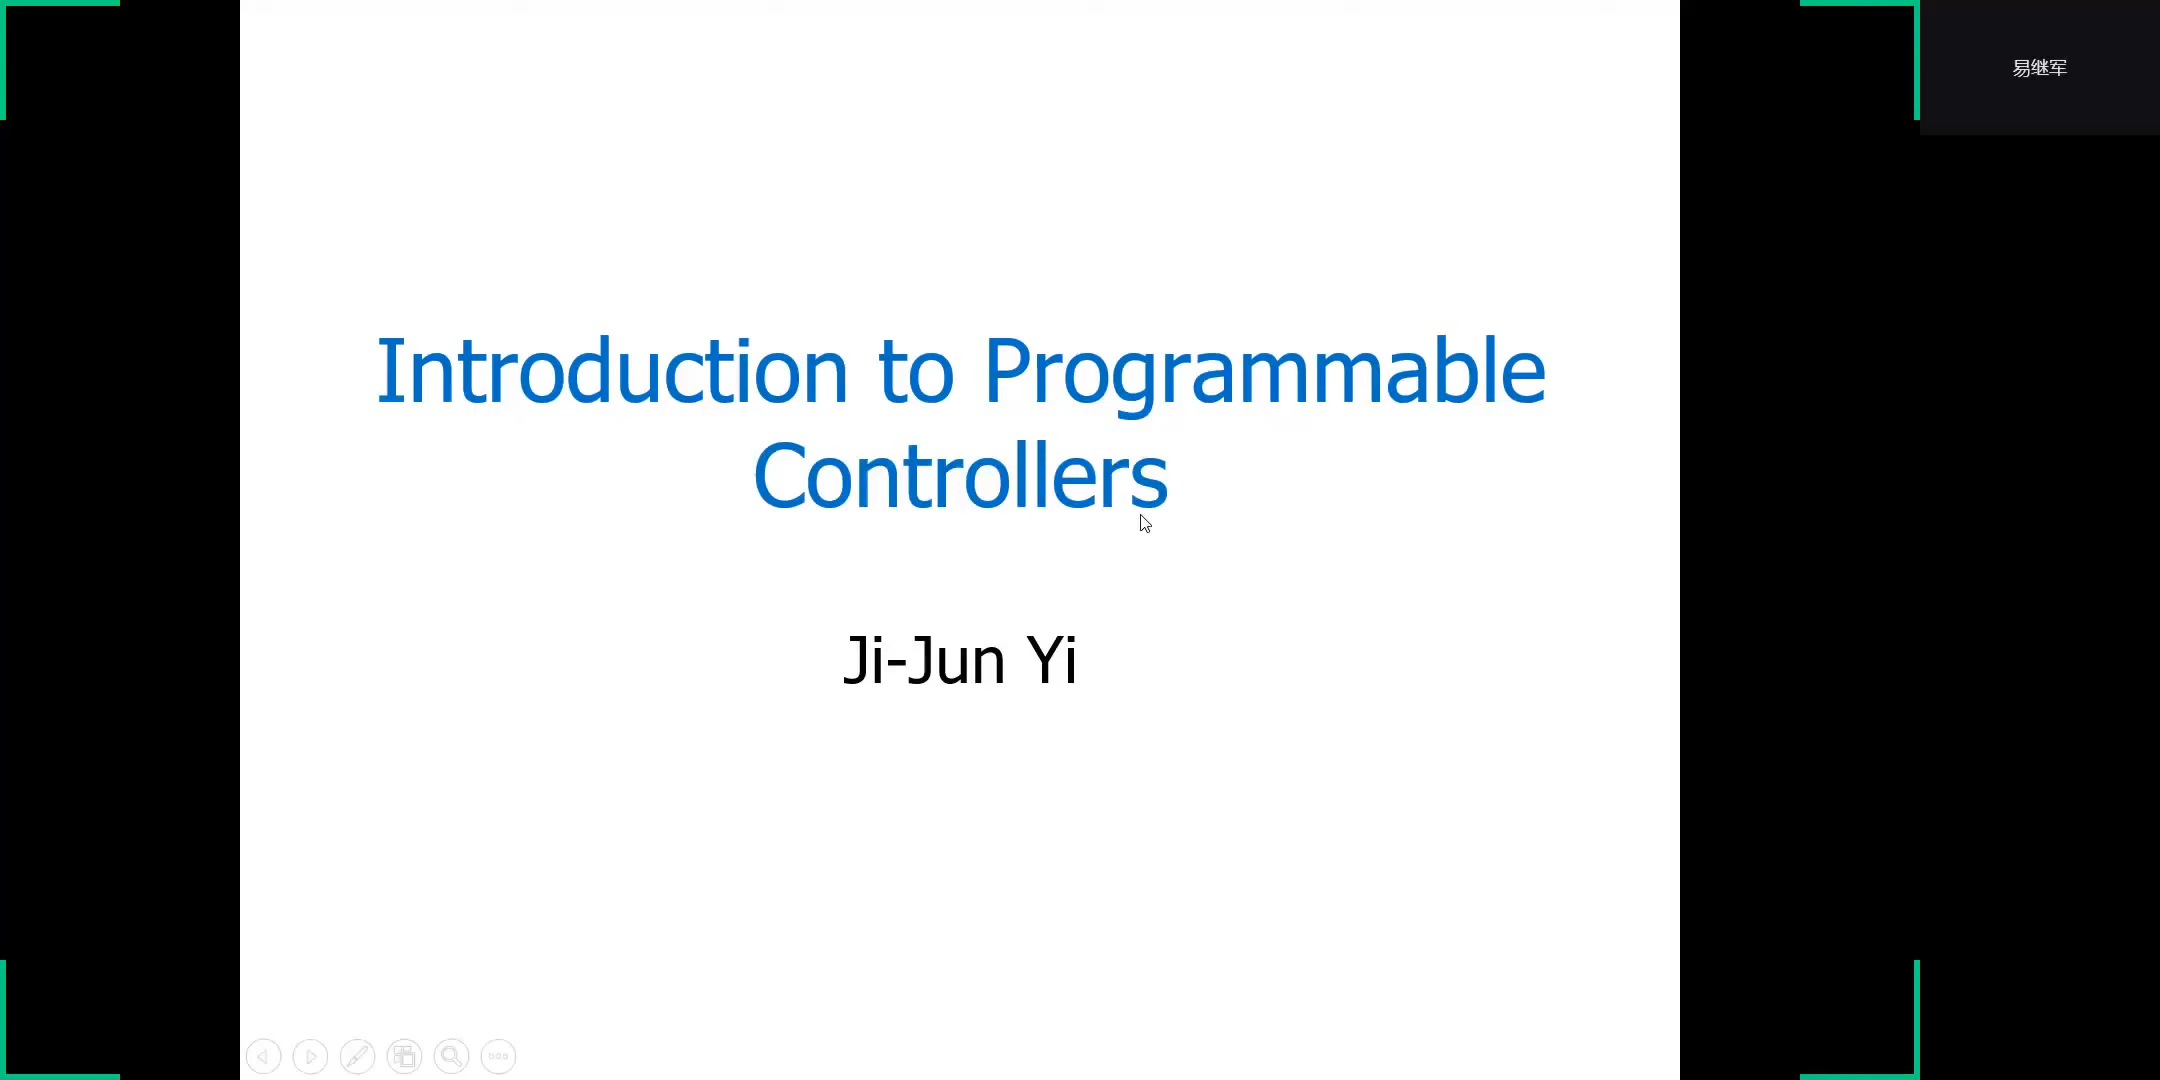 易继军
Introduction to Programmable
Controllers
Ji-Jun Yi